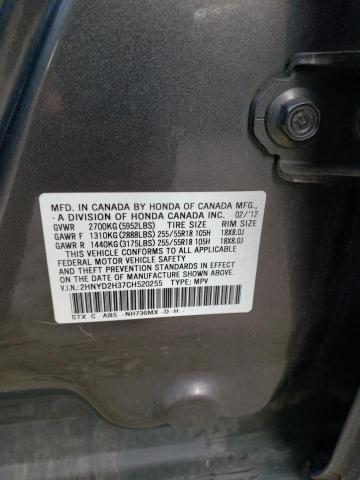 MFD. IN CANADA BY HONDA OF CANADA MFG.,
A DIVISION OF HONDA CANADA INC. 02/'12
GVWR 2700KG(5952LBS) TIRE SIZE RIM SIZE
GAWR F 1310KG(2888LBS) 255/55R18 105H 18X8.0J
GAWR R 1440KG(3175LBS) 255/55R18 105H 18X8.0J
THIS VEHICLE CONFORMS TO ALL APPLICABLE
FEDERAL MOTOR VEHICLE SAFETY
AND THEFT PREVENTION STANDARDS IN EFFECT
ON THE DATE OF MANUFACTURE SHOWN ABOVE.
V.I.N.:2HNYD2H37CH520255 TYPE: MPV
STX C AB5 -NH736MX -D-H-